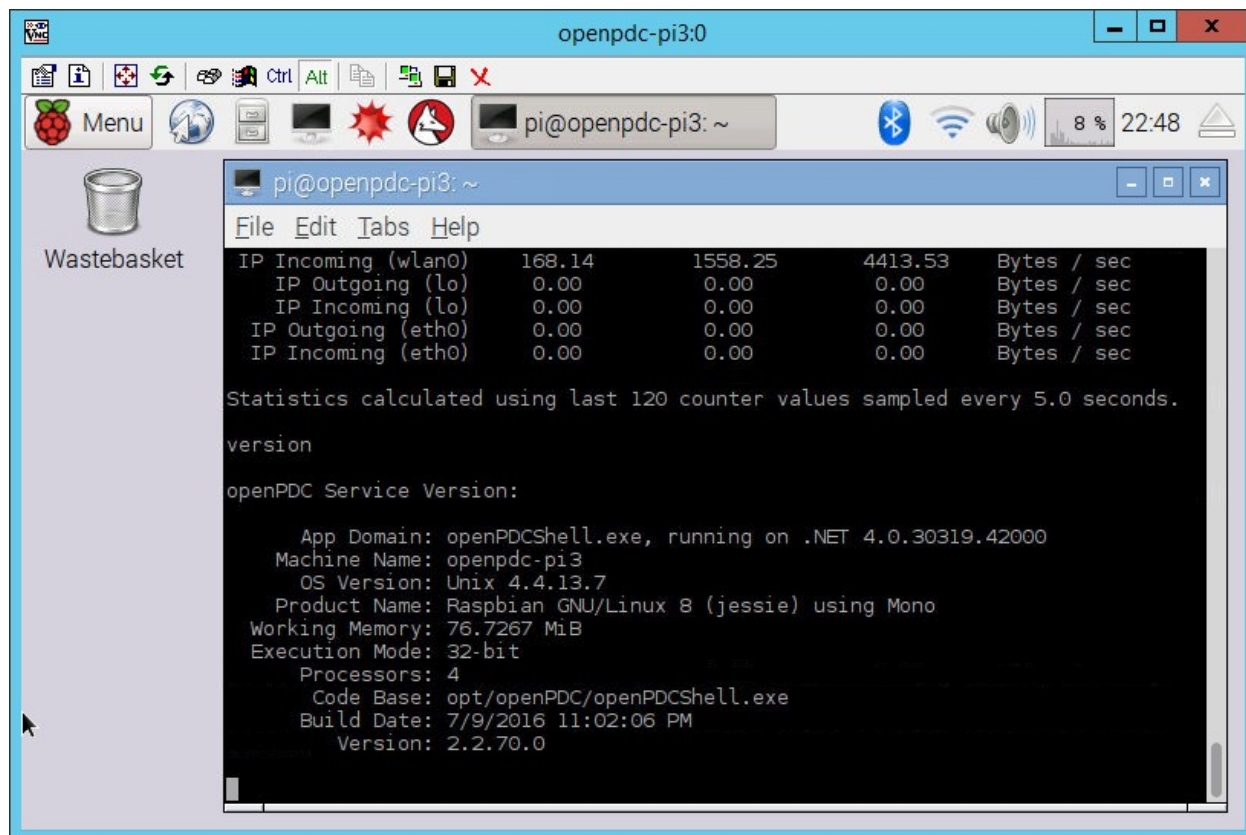 openpdc-pi3:0
Ctrl Alt
Menu pi@openpdc-pi3: ~ 8 % 22:48
pi@openpdc-pi3: ~
File Edit Tabs Help
Wastebasket
IP Incoming (wlan0) 168.14 1558.25 4413.53 Bytes / sec
IP Outgoing (lo) 0.00 0.00 0.00 Bytes / sec
IP Incoming (lo) 0.00 0.00 0.00 Bytes / sec
IP Outgoing (eth0) 0.00 0.00 0.00 Bytes / sec
IP Incoming (eth0) 0.00 0.00 0.00 Bytes / sec
Statistics calculated using last 120 counter values sampled every 5.0 seconds.
version
openPDC Service Version:
App Domain: openPDCShell.exe, running on .NET 4.0.30319.42000
Machine Name: openpdc-pi3
OS Version: Unix 4.4.13.7
Product Name: Raspbian GNU/Linux 8 (jessie) using Mono
Working Memory: 76.7267 MiB
Execution Mode: 32-bit
Processors: 4
Code Base: opt/openPDC/openPDCShell.exe
Build Date: 7/9/2016 11:02:06 PM
Version: 2.2.70.0